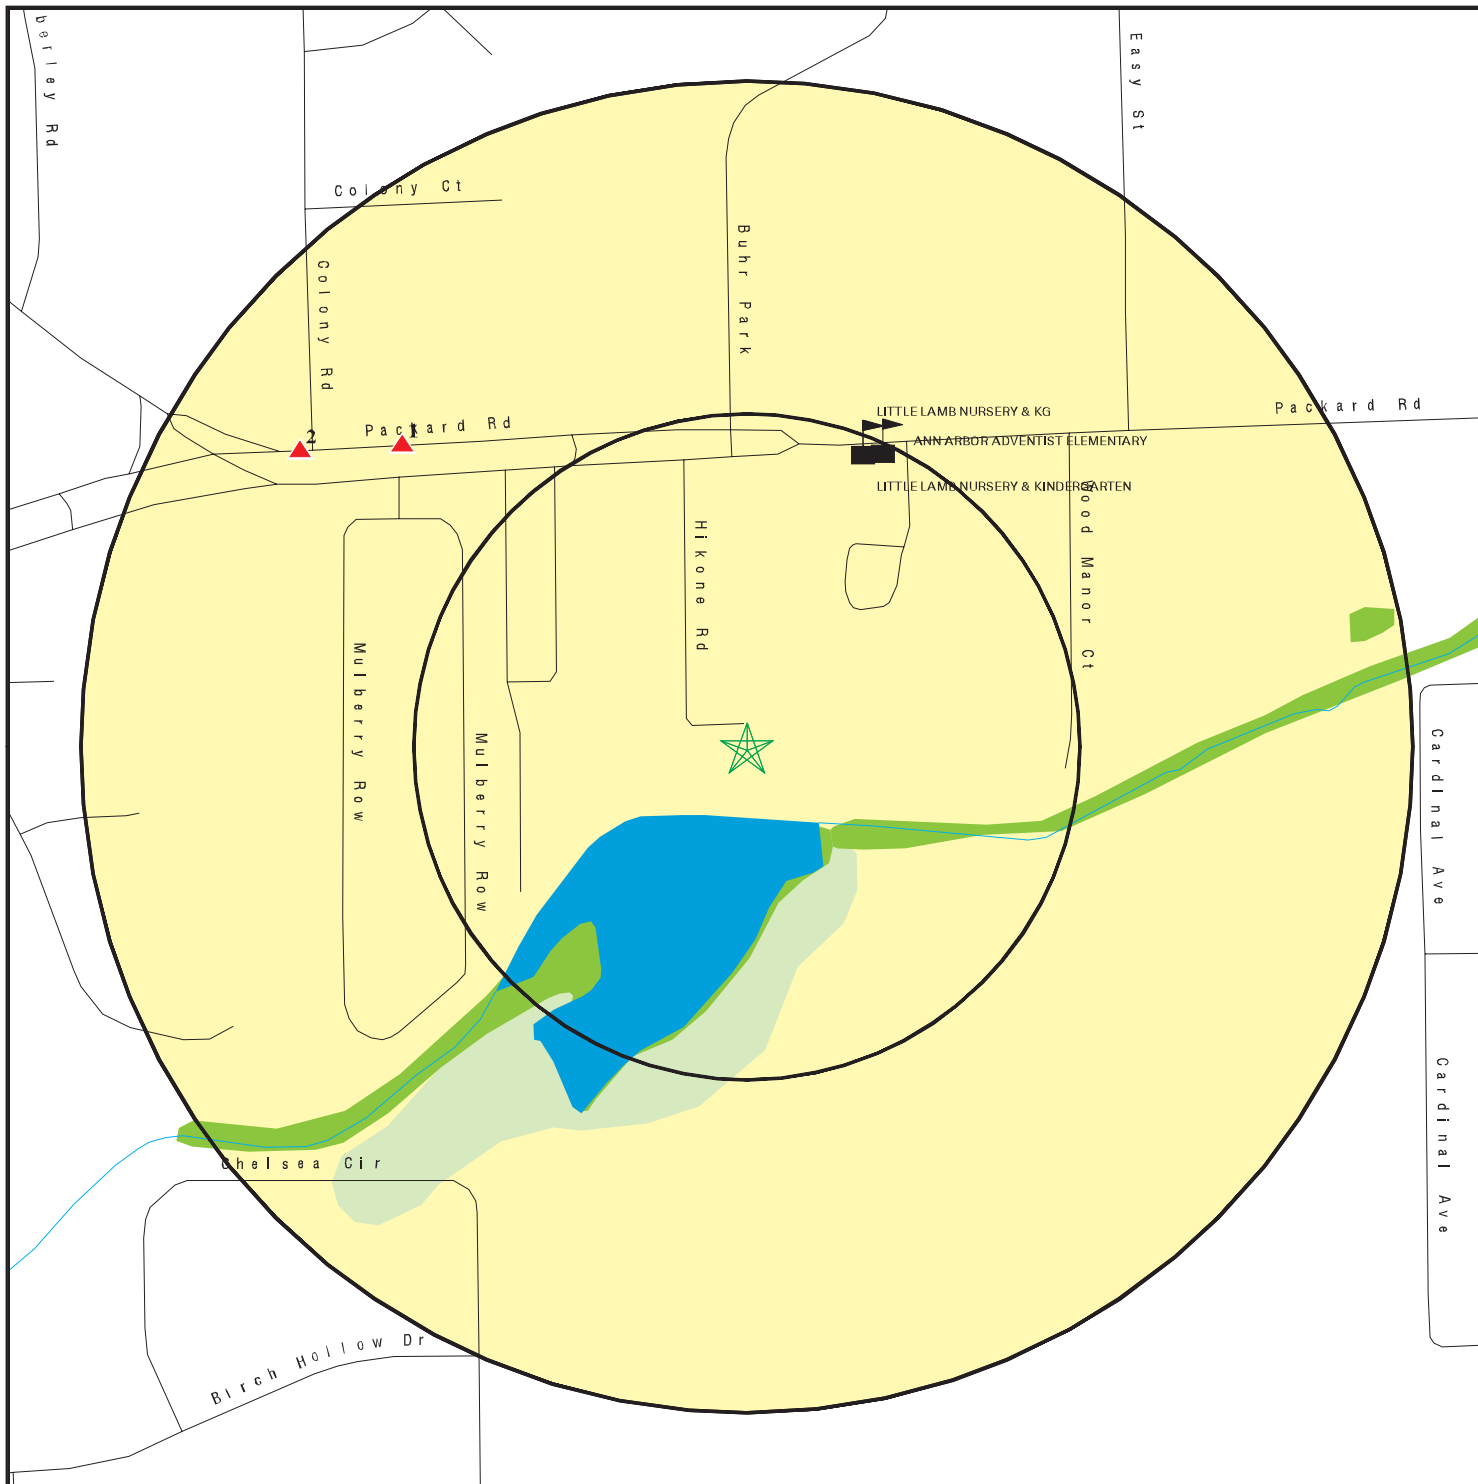 berley Rd
Easy St
Colony Ct
Buhr Park
Colony Rd
LITTLE LAMB NURSERY & KG
Packard Rd
Packard Rd
1
2
ANN ARBOR ADVENTIST ELEMENTARY
LITTLE LAMB NURSERY & KINDERGARTEN
Hikone Rd
Wood Manor Ct
Mulberry Row
Mulberry Row
Cardinal Ave
Cardinal Ave
Chelsea Cir
Birch Hollow Dr